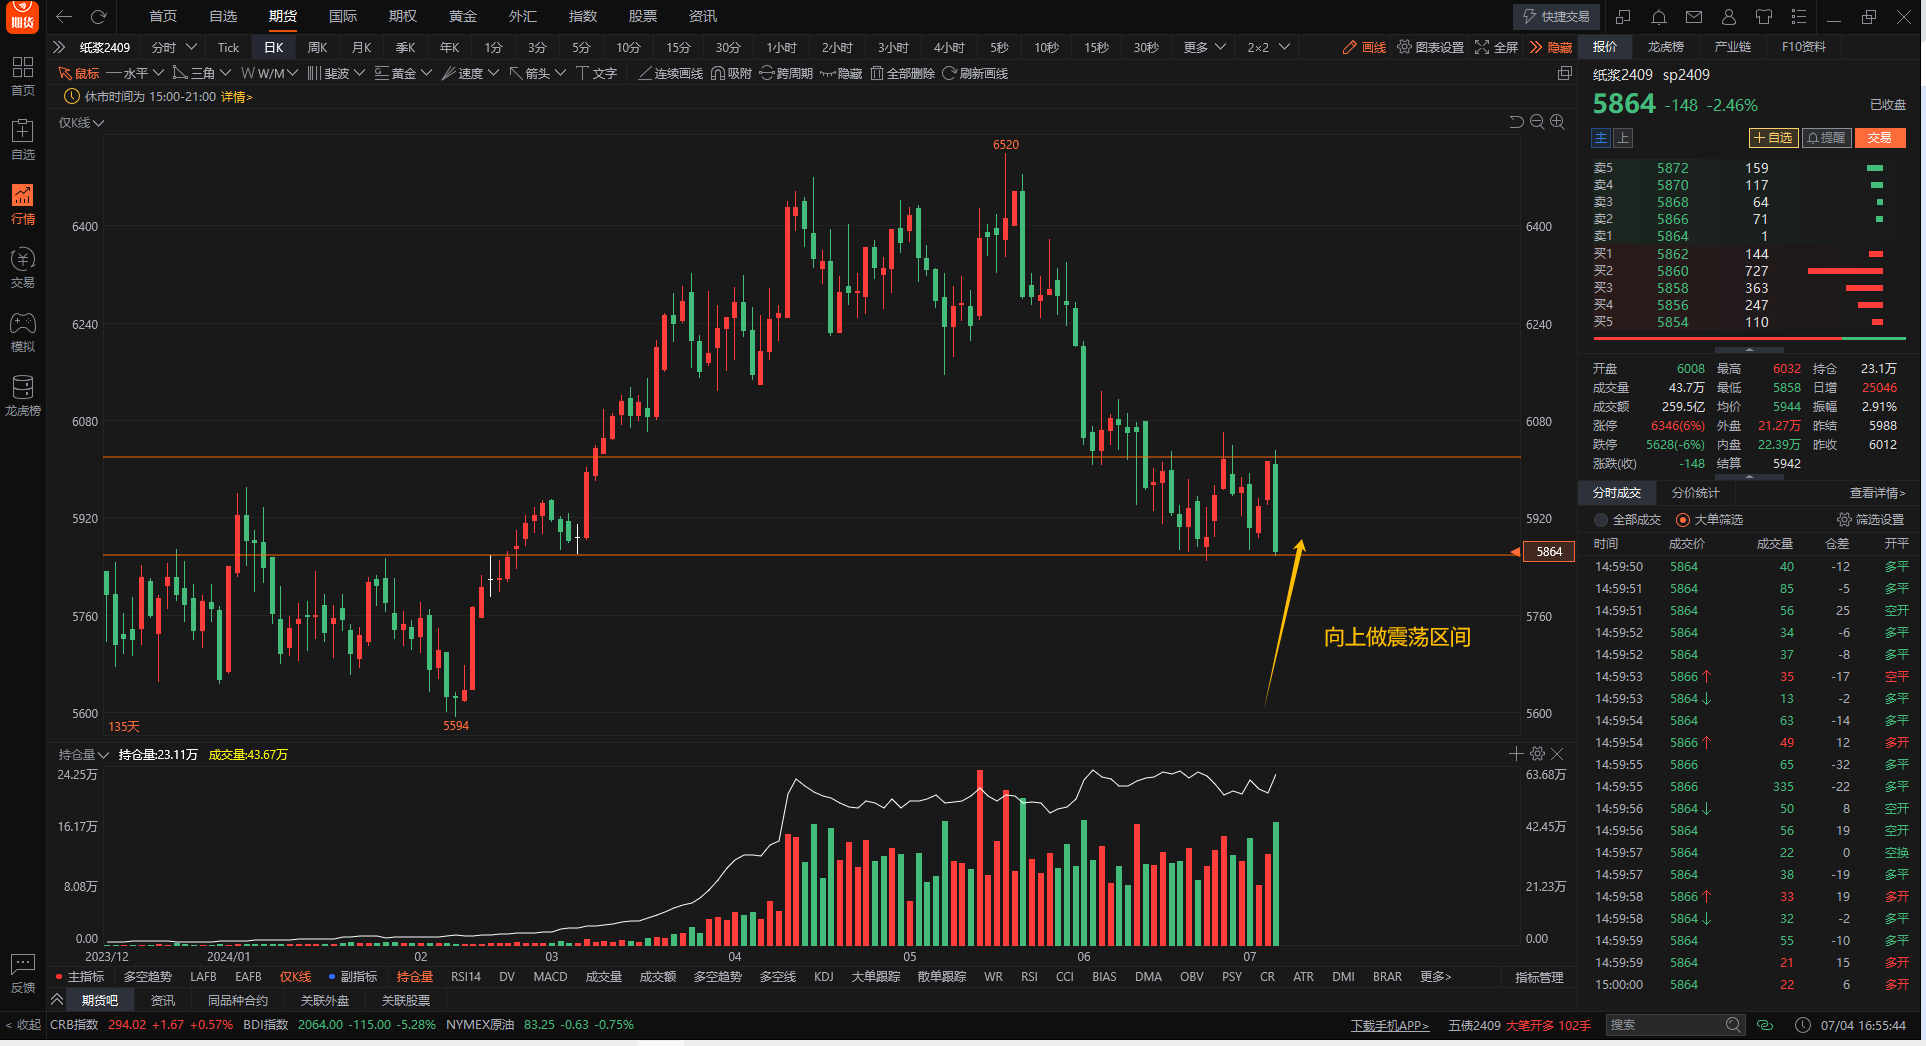 期货
首页 自选 期货 国际 期权 黄金 外汇 指数 股票 资讯
快捷交易
纸浆2409 分时 Tick 日K 周K 月K 季K 年K 1分 3分 5分 10分 15分 30分 1小时 2小时 3小时 4小时 5秒 10秒 15秒 30秒 更多 2×2
画线 图表设置 全屏 隐藏
鼠标 水平 三角 W/M 斐波 黄金 速度 箭头 文字 连续画线 吸附 跨周期 隐藏 全部删除 刷新画线
休市时间为 15:00-21:00 详情>
仅K线
首页
自选
行情
交易
模拟
龙虎榜
反馈
< 收起
6520
6400 6400
6240 6240
6080 6080
5920 5920
5864
5760 5760
向上做震荡区间
5600 5600
135天 5594
持仓量 持仓量:23.11万 成交量:43.67万
24.25万 63.68万
16.17万 42.45万
8.08万 21.23万
0.00 0.00
2023/12 2024/01 02 03 04 05 06 07
主指标 多空趋势 LAFB EAFB 仅K线 副指标 持仓量 RSI14 DV MACD 成交量 成交额 多空趋势 多空线 KDJ 大单跟踪 散单跟踪 WR RSI CCI BIAS DMA OBV PSY CR ATR DMI BRAR 更多> 指标管理
期货吧 资讯 同品种合约 关联外盘 关联股票
CRB指数 294.02 +1.67 +0.57% BDI指数 2064.00 -115.00 -5.28% NYMEX原油 83.25 -0.63 -0.75%
下载手机APP> 五债2409 大笔开多 102手 搜索 07/04 16:55:44
报价 龙虎榜 产业链 F10资料
纸浆2409 sp2409
5864 -148 -2.46% 已收盘
主 上 +自选 提醒 交易
卖5 5872 159
卖4 5870 117
卖3 5868 64
卖2 5866 71
卖1 5864 1
买1 5862 144
买2 5860 727
买3 5858 363
买4 5856 247
买5 5854 110
开盘 6008 最高 6032 持仓 23.1万
成交量 43.7万 最低 5858 日增 25046
成交额 259.5亿 均价 5944 振幅 2.91%
涨停 6346(6%) 外盘 21.27万 昨结 5988
跌停 5628(-6%) 内盘 22.39万 昨收 6012
涨跌(收) -148 结算 5942
分时成交 分价统计 查看详情>
全部成交 大单筛选 筛选设置
时间 成交价 成交量 仓差 开平
14:59:50 5864 40 -12 多平
14:59:51 5864 85 -5 多平
14:59:51 5864 56 25 空开
14:59:52 5864 34 -6 多平
14:59:52 5864 37 -8 多平
14:59:53 5866↑ 35 -17 空平
14:59:53 5864↓ 13 -2 多平
14:59:54 5864 63 -14 多平
14:59:54 5866↑ 49 12 多开
14:59:55 5866 65 -32 多平
14:59:55 5866 335 -22 多平
14:59:56 5864↓ 50 8 空开
14:59:56 5864 56 19 空开
14:59:57 5864 22 0 空换
14:59:57 5864 38 -19 多平
14:59:58 5866↑ 33 19 多开
14:59:58 5864↓ 32 -2 多平
14:59:59 5864 55 -10 多平
14:59:59 5864 21 15 多开
15:00:00 5864 22 6 多开